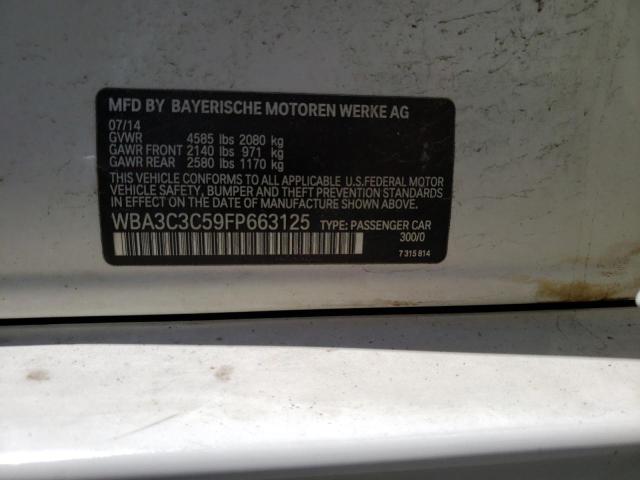 MFD BY BAYERISCHE MOTOREN WERKE AG
07/14
GVWR 4585 lbs 2080 kg
GAWR FRONT 2140 lbs 971 kg
GAWR REAR 2580 lbs 1170 kg
THIS VEHICLE CONFORMS TO ALL APPLICABLE U.S.FEDERAL MOTOR
VEHICLE SAFETY, BUMPER AND THEFT PREVENTION STANDARDS
IN EFFECT ON THE DATE OF MANUFACTURE SHOWN ABOVE.
WBA3C3C59FP663125 TYPE: PASSENGER CAR
300/0
7 315 814